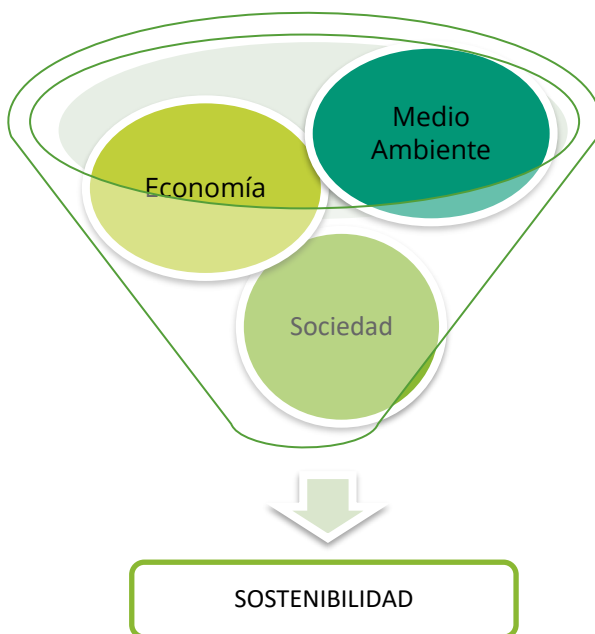 Medio
Ambiente
Economía
Sociedad
SOSTENIBILIDAD